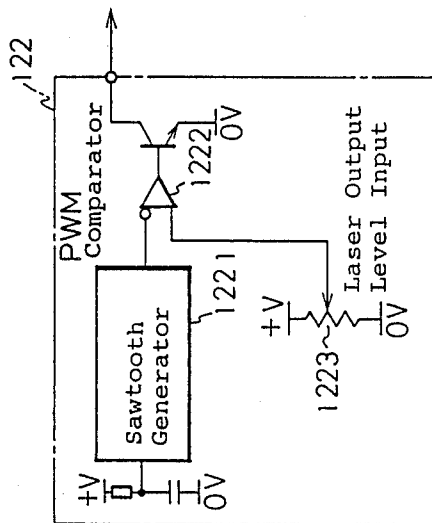 122
PWM
Comparator
1222
0V
Sawtooth
Generator
1221
+V
0V
+V
1223
0V
Laser Output
Level Input